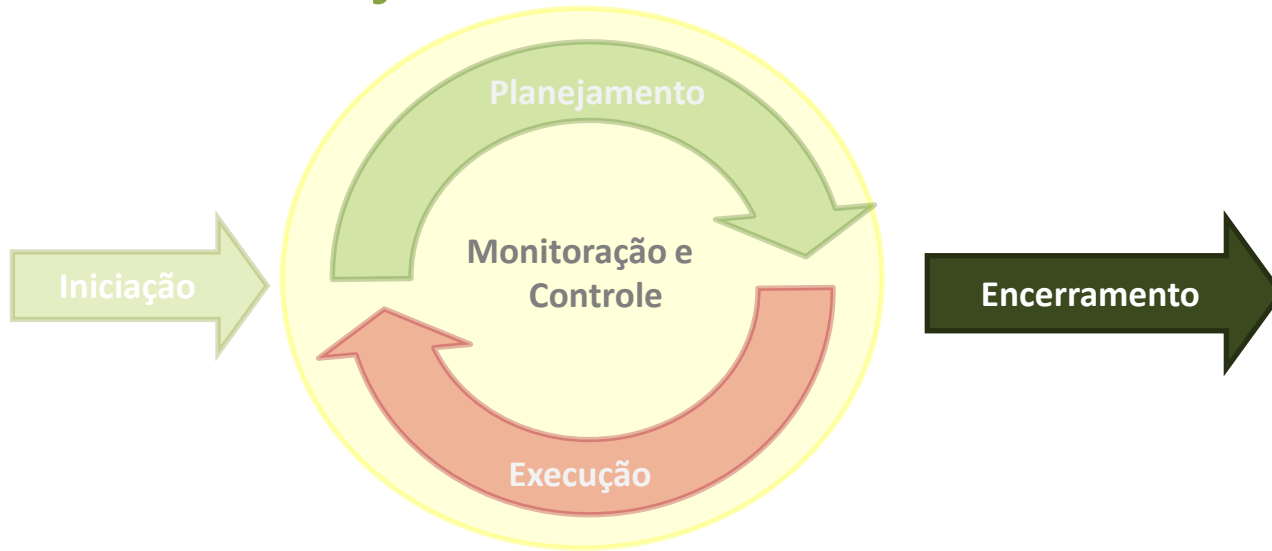 Planejamento
Monitoração e
Controle
Iniciação
Encerramento
Execução